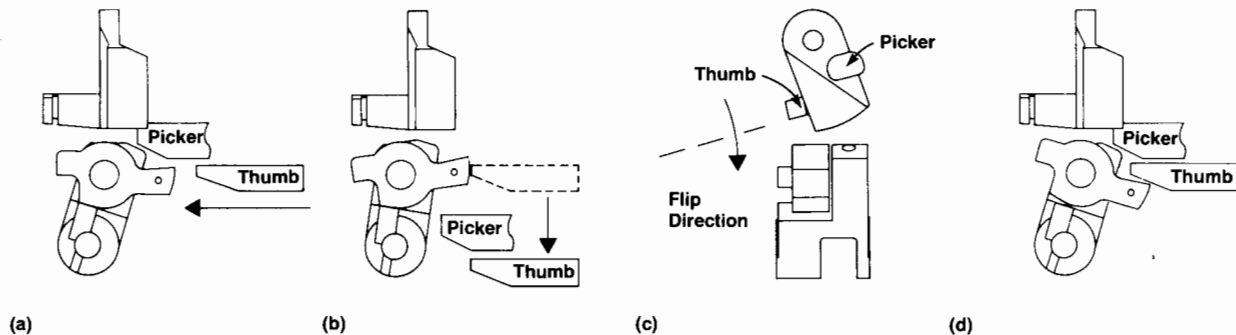 Picker
Thumb
(a)
Picker
Thumb
(b)
Picker
Thumb
Flip
Direction
(c)
Picker
Thumb
(d)